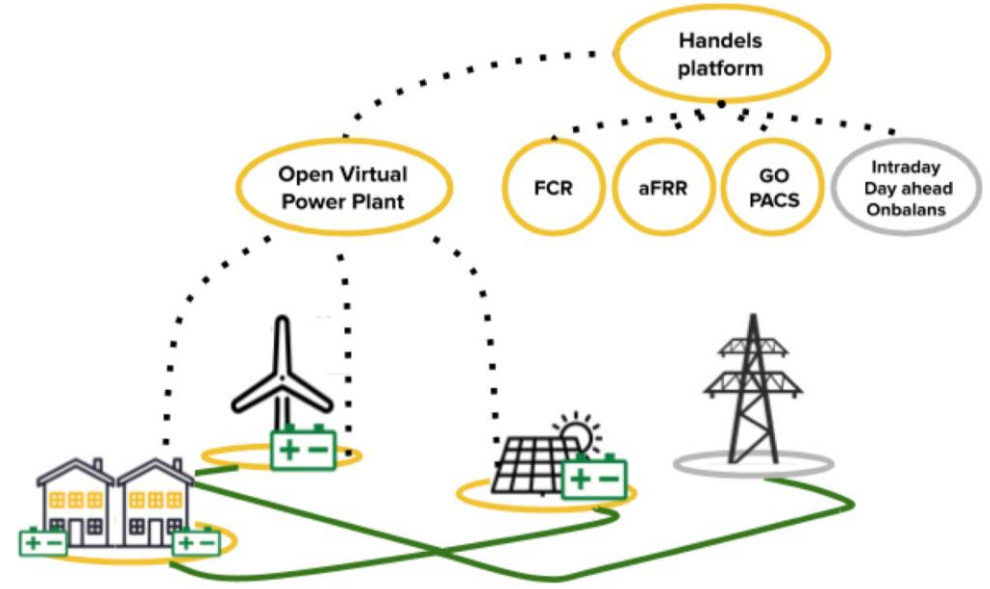 Handels
platform
Open Virtual
Power Plant
FCR
aFRR
GO
PACS
Intraday
Day ahead
Onbalans